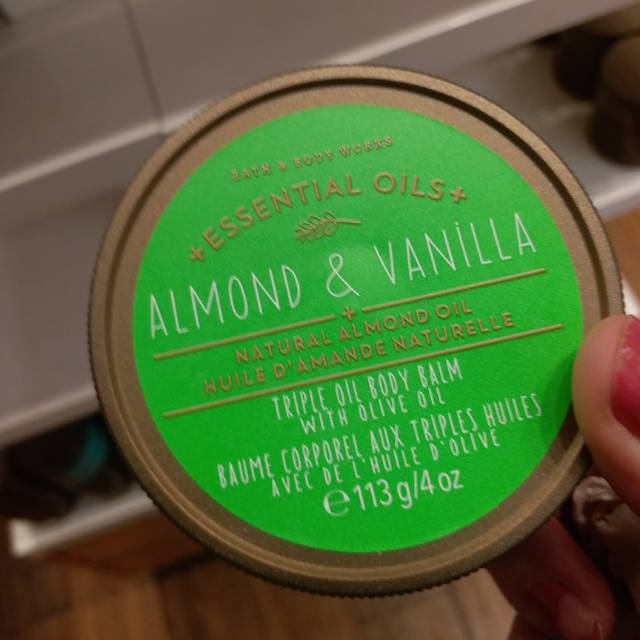 BATH & BODY WORKS
+ESSENTIAL OILS+
ALMOND & VANILLA
NATURAL ALMOND OIL
HUILE D'AMANDE NATURELLE
TRIPLE OIL BODY BALM
WITH OLIVE OIL
BAUME CORPOREL AUX TRIPLES HUILES
AVEC DE L'HUILE D'OLIVE
℮113 g/4 oz